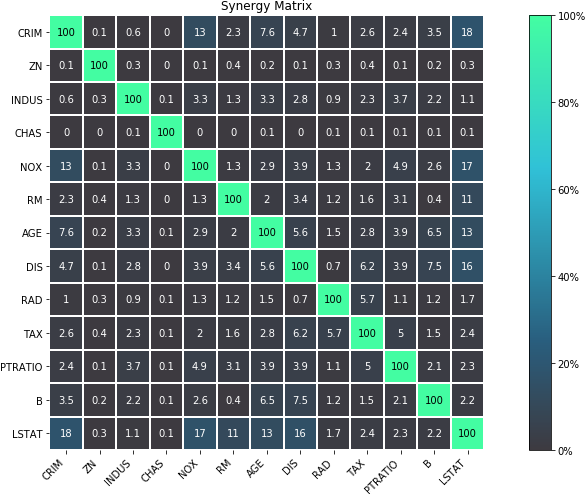 Synergy Matrix
CRIM 100 0.1 0.6 0 13 2.3 7.6 4.7 1 2.6 2.4 3.5 18
ZN 0.1 100 0.3 0 0.1 0.4 0.2 0.1 0.3 0.4 0.1 0.2 0.3
INDUS 0.6 0.3 100 0.1 3.3 1.3 3.3 2.8 0.9 2.3 3.7 2.2 1.1
CHAS 0 0 0.1 100 0 0 0.1 0 0.1 0.1 0.1 0.1 0.1
NOX 13 0.1 3.3 0 100 1.3 2.9 3.9 1.3 2 4.9 2.6 17
RM 2.3 0.4 1.3 0 1.3 100 2 3.4 1.2 1.6 3.1 0.4 11
AGE 7.6 0.2 3.3 0.1 2.9 2 100 5.6 1.5 2.8 3.9 6.5 13
DIS 4.7 0.1 2.8 0 3.9 3.4 5.6 100 0.7 6.2 3.9 7.5 16
RAD 1 0.3 0.9 0.1 1.3 1.2 1.5 0.7 100 5.7 1.1 1.2 1.7
TAX 2.6 0.4 2.3 0.1 2 1.6 2.8 6.2 5.7 100 5 1.5 2.4
PTRATIO 2.4 0.1 3.7 0.1 4.9 3.1 3.9 3.9 1.1 5 100 2.1 2.3
B 3.5 0.2 2.2 0.1 2.6 0.4 6.5 7.5 1.2 1.5 2.1 100 2.2
LSTAT 18 0.3 1.1 0.1 17 11 13 16 1.7 2.4 2.3 2.2 100
CRIM ZN INDUS CHAS NOX RM AGE DIS RAD TAX PTRATIO B LSTAT
100%
80%
60%
40%
20%
0%